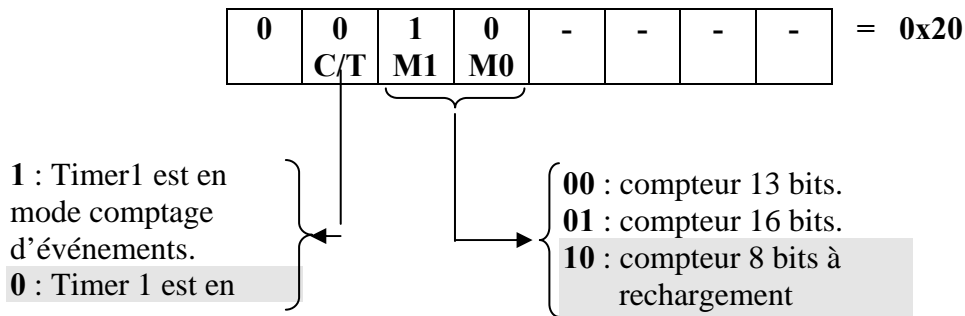 0 0 1 0 - - - - = 0x20
C/T M1 M0
1 : Timer1 est en
mode comptage
d’événements.
0 : Timer 1 est en
00 : compteur 13 bits.
01 : compteur 16 bits.
10 : compteur 8 bits à
rechargement